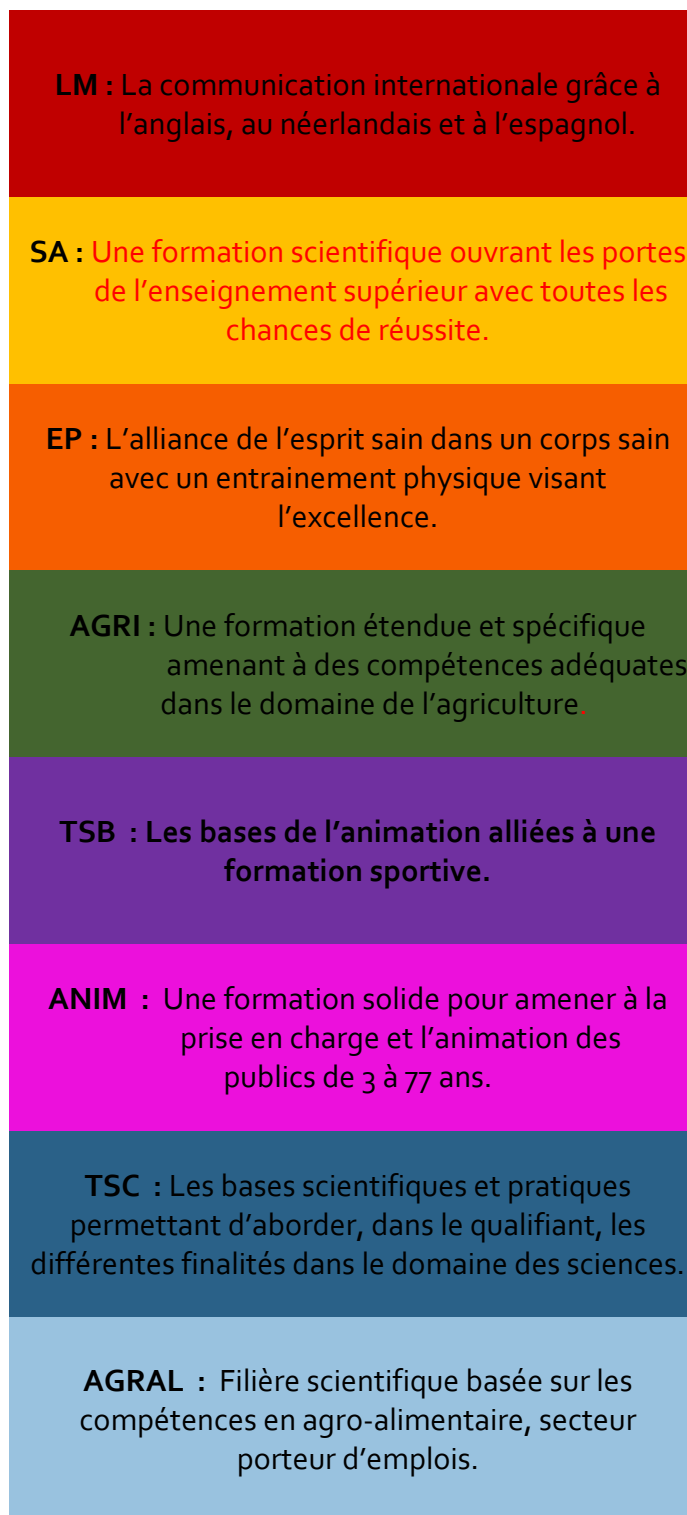 LM : La communication internationale grâce à
l’anglais, au néerlandais et à l’espagnol.
SA : Une formation scientifique ouvrant les portes
de l’enseignement supérieur avec toutes les
chances de réussite.
EP : L’alliance de l’esprit sain dans un corps sain
avec un entrainement physique visant
l’excellence.
AGRI : Une formation étendue et spécifique
amenant à des compétences adéquates
dans le domaine de l’agriculture.
TSB : Les bases de l’animation alliées à une
formation sportive.
ANIM : Une formation solide pour amener à la
prise en charge et l’animation des
publics de 3 à 77 ans.
TSC : Les bases scientifiques et pratiques
permettant d’aborder, dans le qualifiant, les
différentes finalités dans le domaine des sciences.
AGRAL : Filière scientifique basée sur les
compétences en agro-alimentaire, secteur
porteur d’emplois.